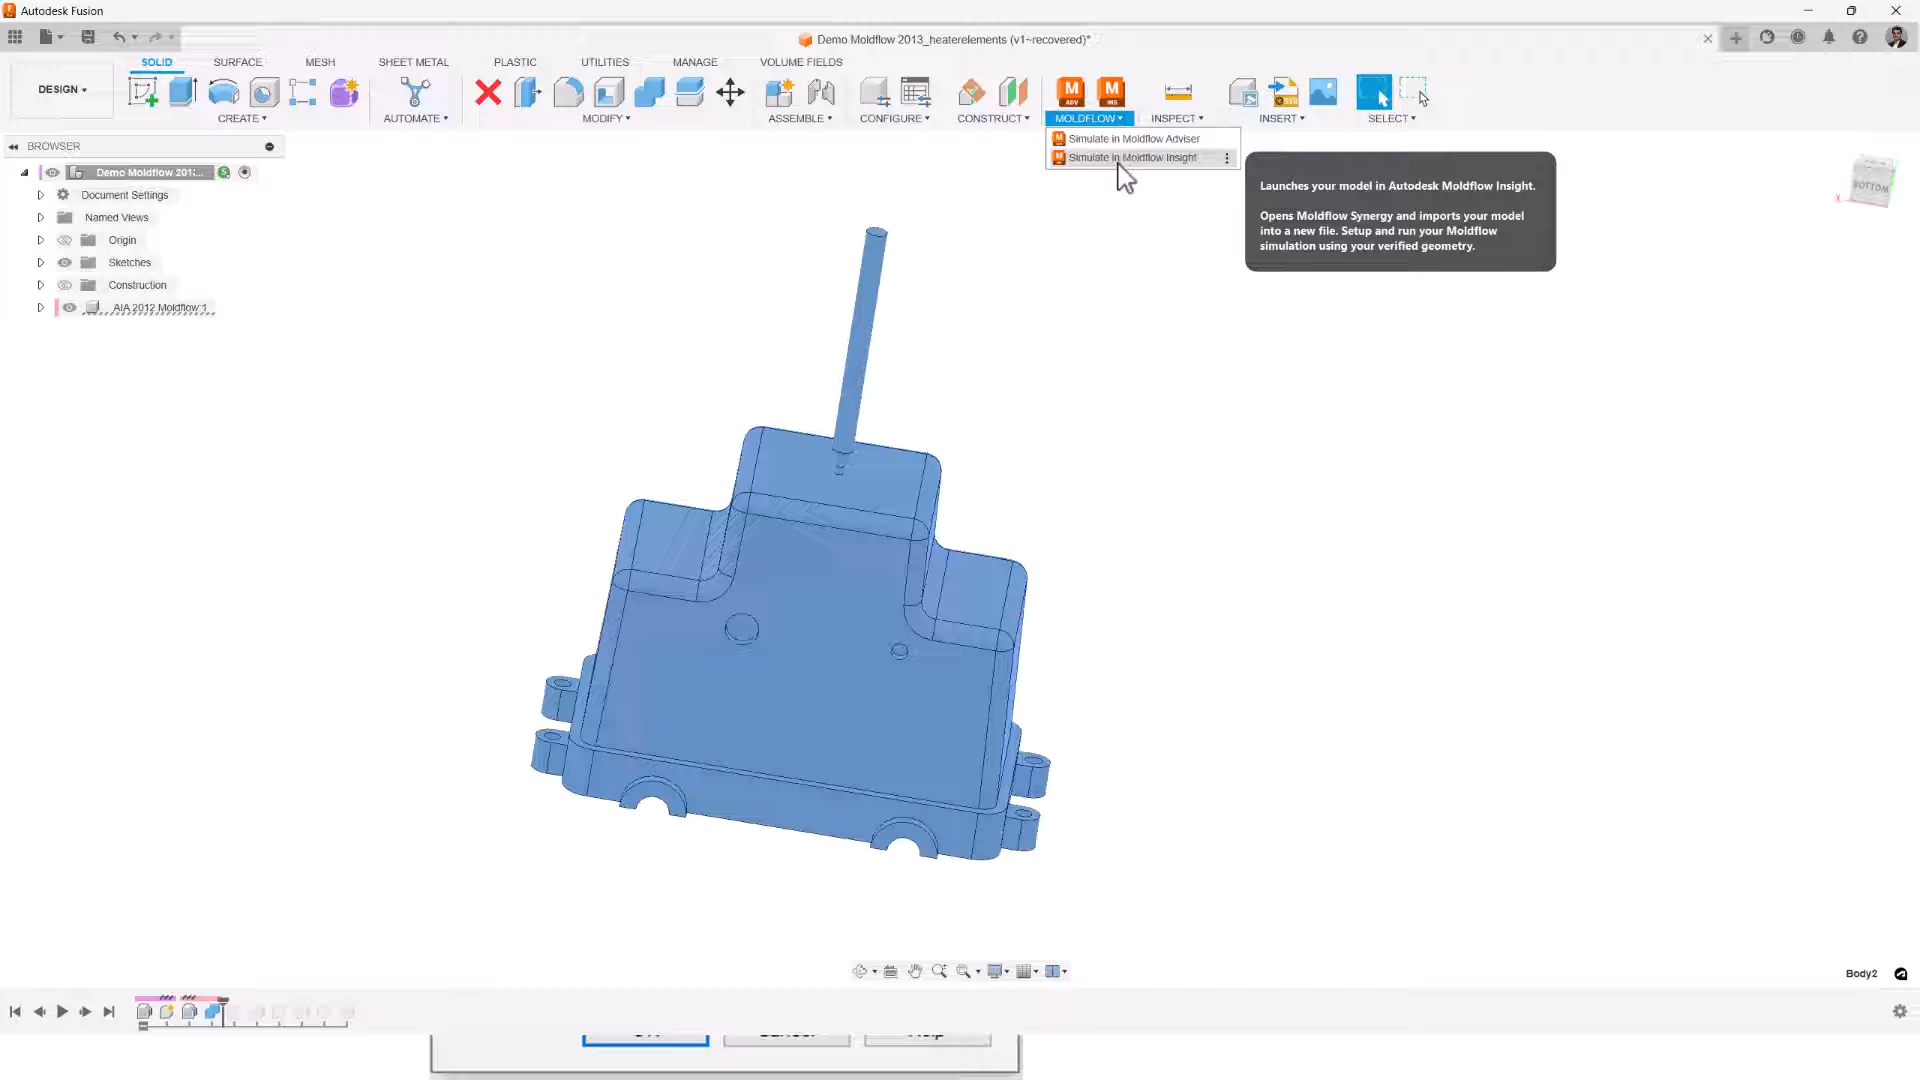 Autodesk Fusion
Demo Moldflow 2013_heaterelements (v1~recovered)*
SOLID
SURFACE
MESH
SHEET METAL
PLASTIC
UTILITIES
MANAGE
VOLUME FIELDS
DESIGN
CREATE
AUTOMATE
MODIFY
ASSEMBLE
CONFIGURE
CONSTRUCT
MOLDFLOW
INSPECT
INSERT
SELECT
M
ADV
M
INS
Simulate in Moldflow Adviser
Simulate in Moldflow Insight
Launches your model in Autodesk Moldflow Insight.
Opens Moldflow Synergy and imports your model
into a new file. Setup and run your Moldflow
simulation using your verified geometry.
BROWSER
Demo Moldflow 201:...
Document Settings
Named Views
Origin
Sketches
Construction
AIA 2012 Moldflow:1
BOTTOM
X
Body2